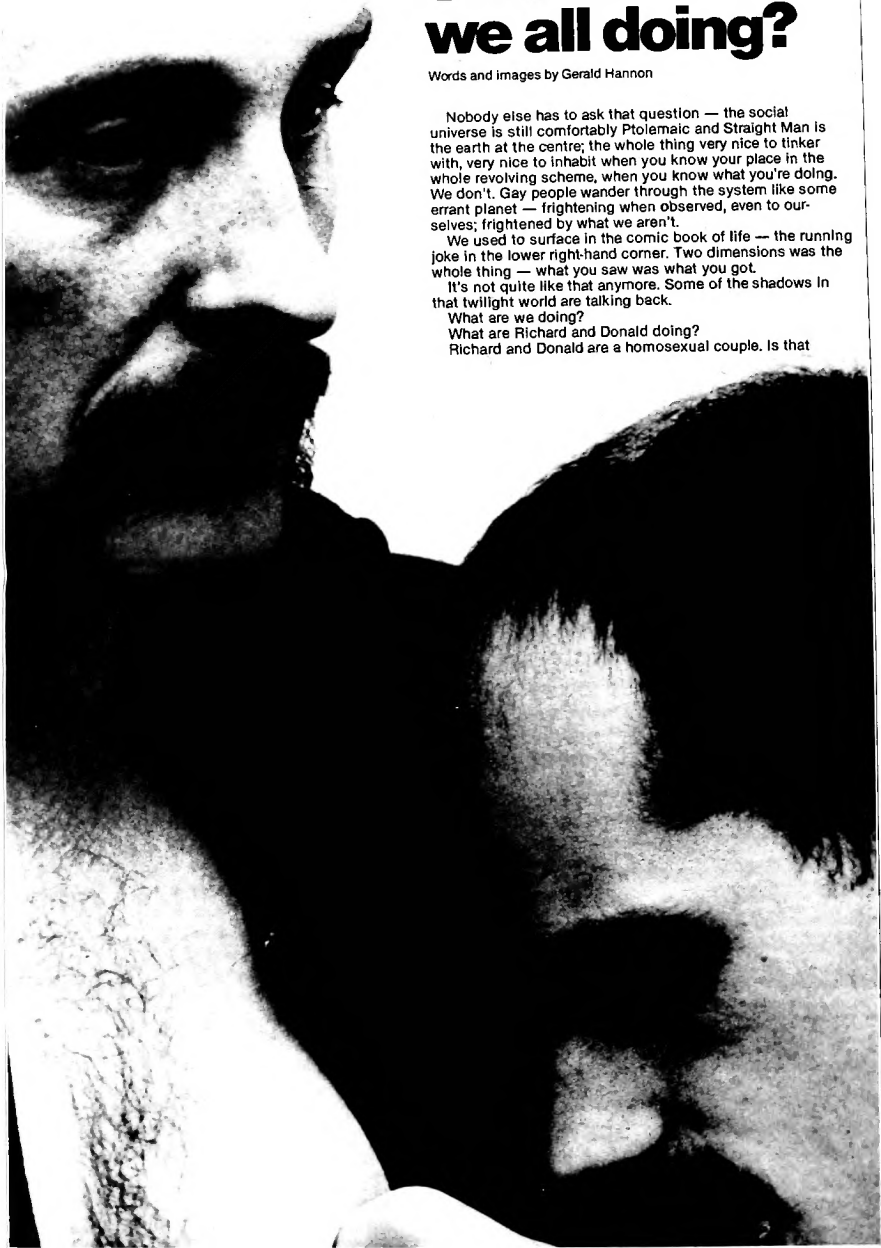 we all doing?
Words and images by Gerald Hannon
Nobody else has to ask that question — the social
universe is still comfortably Ptolemaic and Straight Man is
the earth at the centre; the whole thing very nice to tinker
with, very nice to inhabit when you know your place in the
whole revolving scheme, when you know what you're doing.
We don't. Gay people wander through the system like some
errant planet — frightening when observed, even to our-
selves; frightened by what we aren't.
We used to surface in the comic book of life — the running
joke in the lower right-hand corner. Two dimensions was the
whole thing — what you saw was what you got.
It's not quite like that anymore. Some of the shadows in
that twilight world are talking back.
What are we doing?
What are Richard and Donald doing?
Richard and Donald are a homosexual couple. Is that